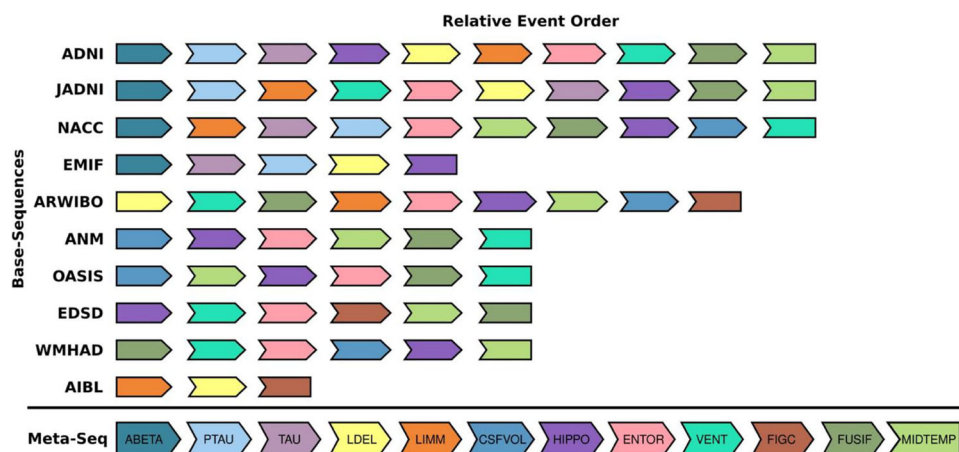 Relative Event Order
Base-Sequences
ADNI
JADNI
NACC
EMIF
ARWIBO
ANM
OASIS
EDSD
WMHAD
AIBL
Meta-Seq ABETA PTAU TAU LDEL LIMM CSFVOL HIPPO ENTOR VENT FIGC FUSIF MIDTEMP